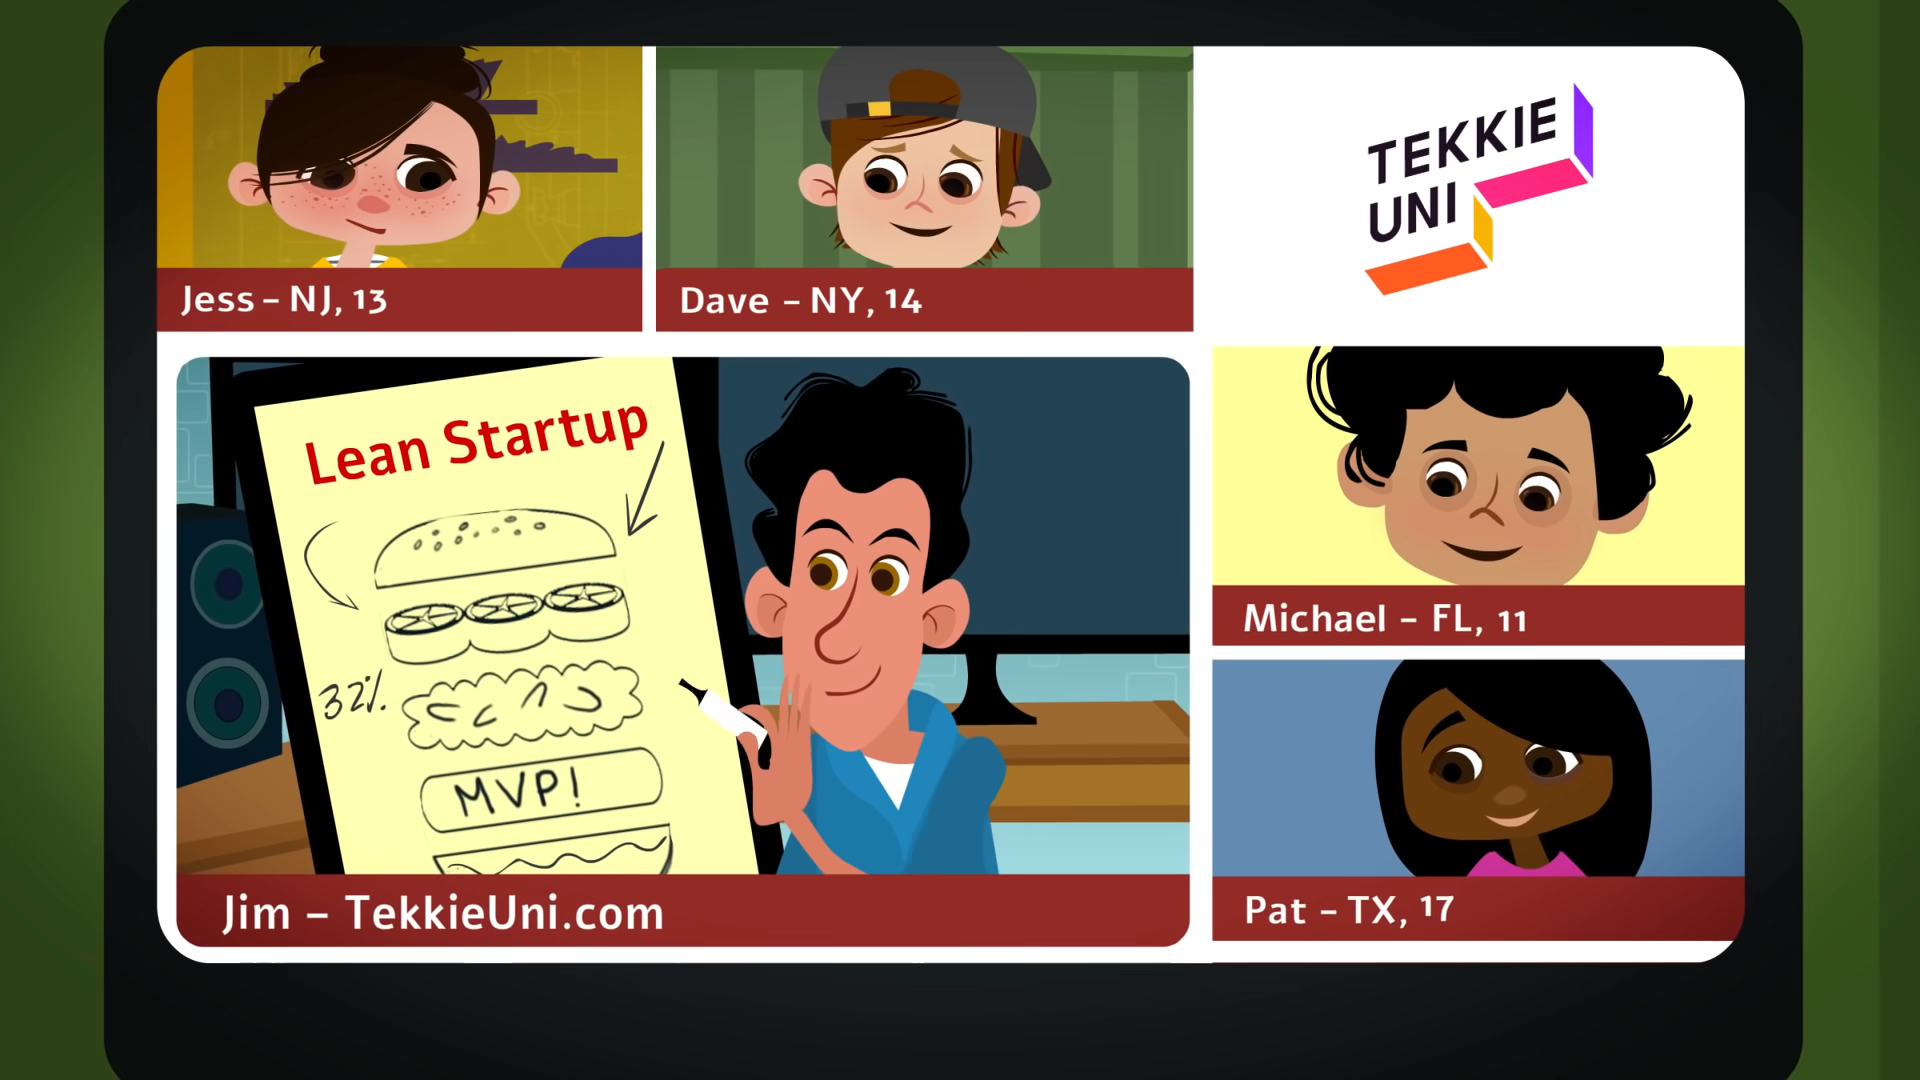 Jess – NJ, 13
Dave – NY, 14
TEKKIE
UNI
Lean Startup
32%.
MVP!
Jim – TekkieUni.com
Michael – FL, 11
Pat – TX, 17